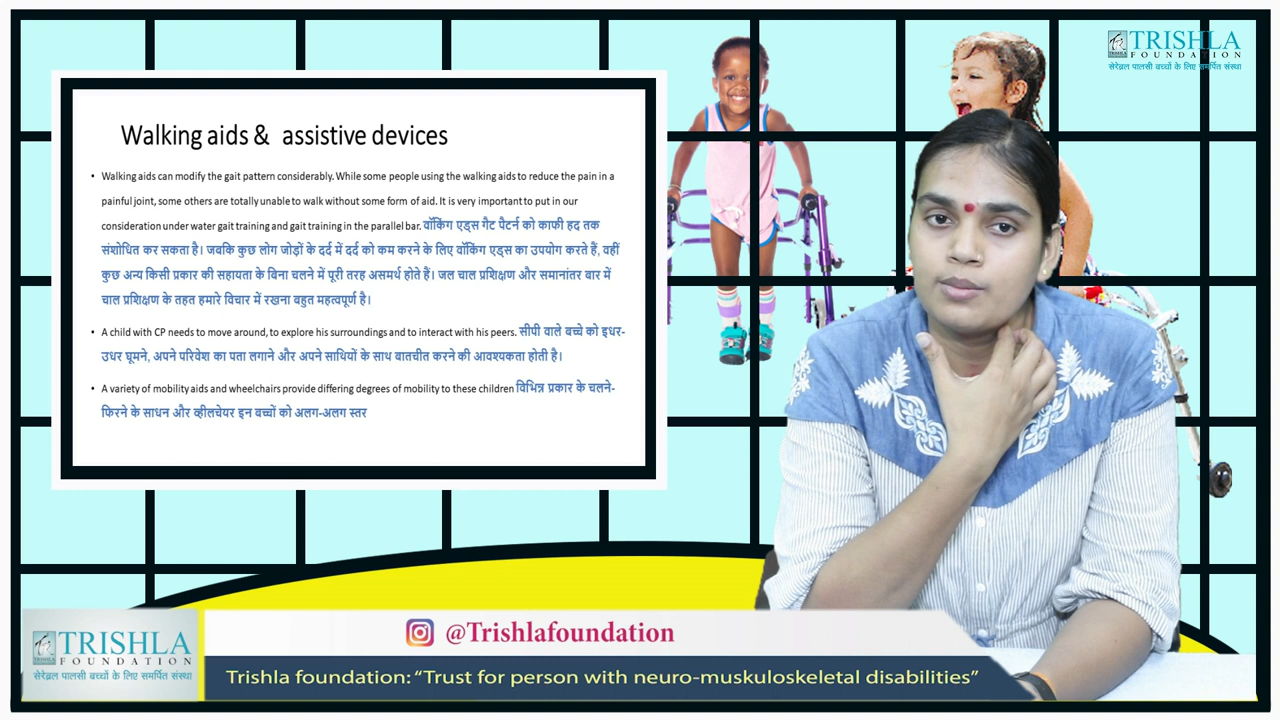 TRISHLA
FOUNDATION
सेरेब्रल पालसी बच्चों के लिए समर्पित संस्था
Walking aids & assistive devices
• Walking aids can modify the gait pattern considerably. While some people using the walking aids to reduce the pain in a
painful joint, some others are totally unable to walk without some form of aid. It is very important to put in our
consideration under water gait training and gait training in the parallel bar. वॉकिंग एड्स गैट पैटर्न को काफी हद तक
संशोधित कर सकता है। जबकि कुछ लोग जोड़ों के दर्द में दर्द को कम करने के लिए वॉकिंग एड्स का उपयोग करते हैं, वहीं
कुछ अन्य किसी प्रकार की सहायता के बिना चलने में पूरी तरह असमर्थ होते हैं। जल चाल प्रशिक्षण और समानांतर बार में
चाल प्रशिक्षण के तहत हमारे विचार में रखना बहुत महत्वपूर्ण है।
• A child with CP needs to move around, to explore his surroundings and to interact with his peers. सीपी वाले बच्चे को इधर-
उधर घूमने, अपने परिवेश का पता लगाने और अपने साथियों के साथ बातचीत करने की आवश्यकता होती है।
• A variety of mobility aids and wheelchairs provide differing degrees of mobility to these children विभिन्न प्रकार के चलने-
फिरने के साधन और व्हीलचेयर इन बच्चों को अलग-अलग स्तर
@Trishlafoundation
TRISHLA
FOUNDATION
सेरेब्रल पालसी बच्चों के लिए समर्पित संस्था
Trishla foundation: “Trust for person with neuro-muskuloskeletal disabilities”